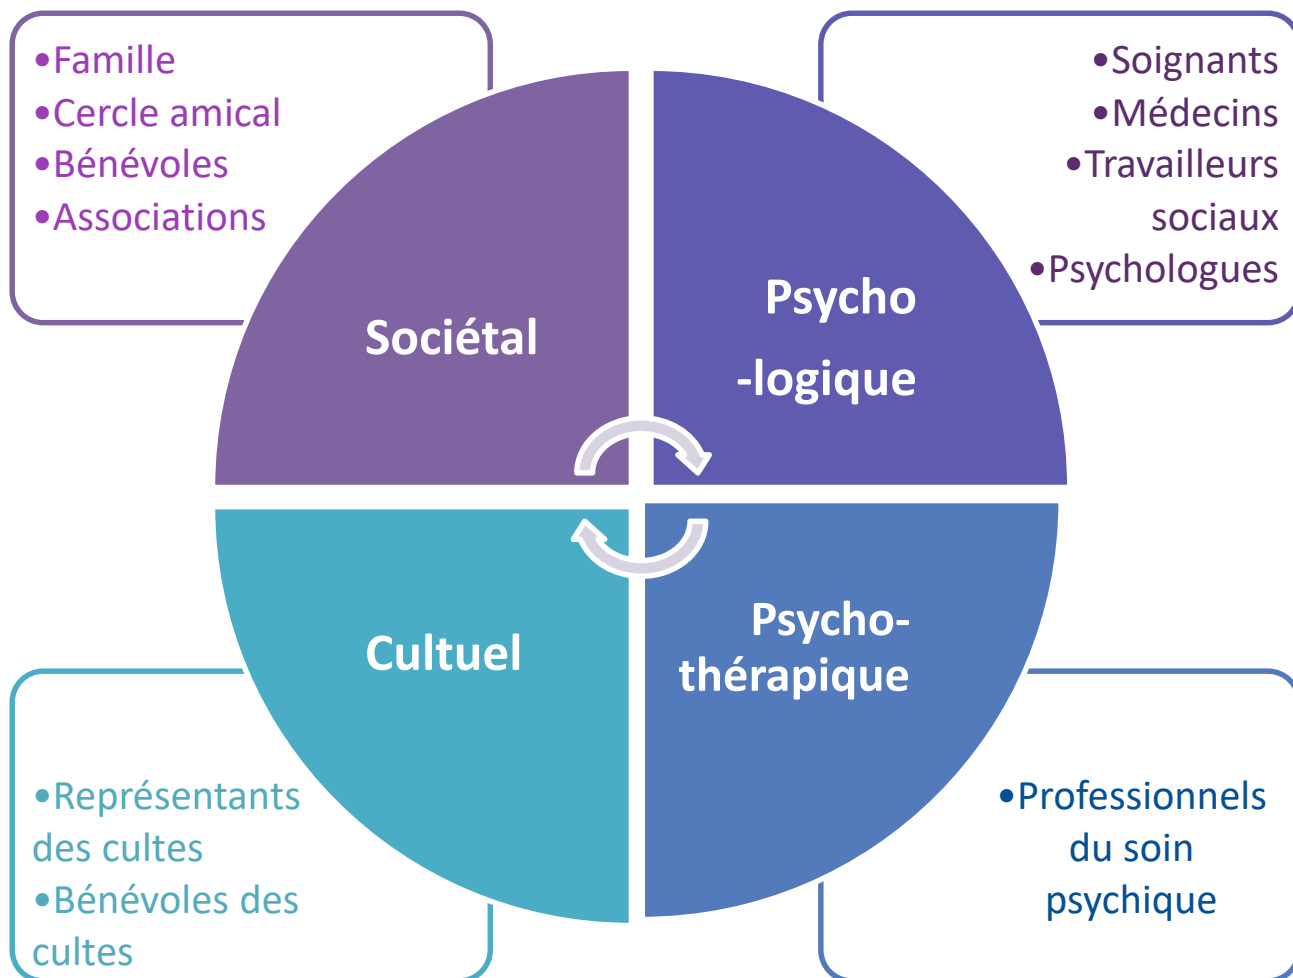 •Famille
•Cercle amical
•Bénévoles
•Associations
•Soignants
•Médecins
•Travailleurs
sociaux
•Psychologues
Sociétal
Psycho
-logique
Cultuel
Psycho-
thérapique
•Représentants
des cultes
•Bénévoles des
cultes
•Professionnels
du soin
psychique